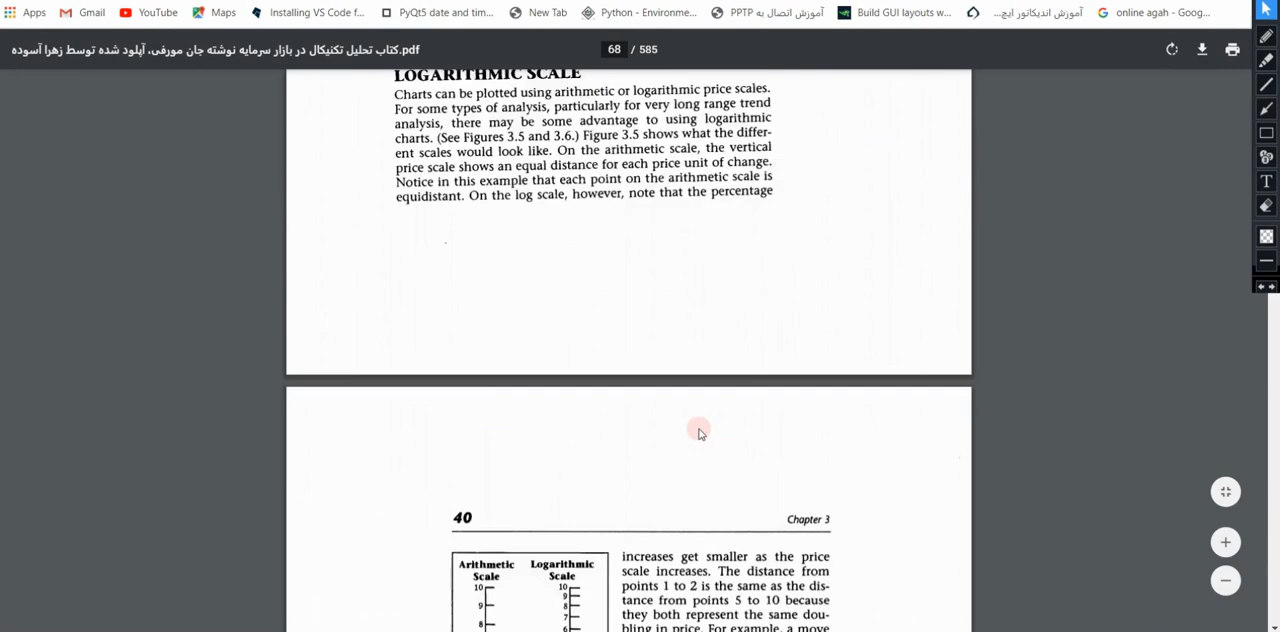 Apps
Gmail
YouTube
Maps
Installing VS Code f...
PyQt5 date and tim...
New Tab
Python - Environme...
آموزش اتصال به PPTP
Build GUI layouts w...
آموزش اندیکاتور ایچ...
online agah - Goog...
کتاب تحلیل تکنیکال در بازار سرمایه نوشته جان مورفی، آپلود شده توسط زهرا آسوده.pdf
68 / 585
LOGARITHMIC SCALE
Charts can be plotted using arithmetic or logarithmic price scales.
For some types of analysis, particularly for very long range trend
analysis, there may be some advantage to using logarithmic
charts. (See Figures 3.5 and 3.6.) Figure 3.5 shows what the differ-
ent scales would look like. On the arithmetic scale, the vertical
price scale shows an equal distance for each price unit of change.
Notice in this example that each point on the arithmetic scale is
equidistant. On the log scale, however, note that the percentage
40
Chapter 3
Arithmetic Scale
Logarithmic Scale
10
9
8
10
9
8
7
6
increases get smaller as the price
scale increases. The distance from
points 1 to 2 is the same as the dis-
tance from points 5 to 10 because
they both represent the same dou-
bling in price. For example, a move
T